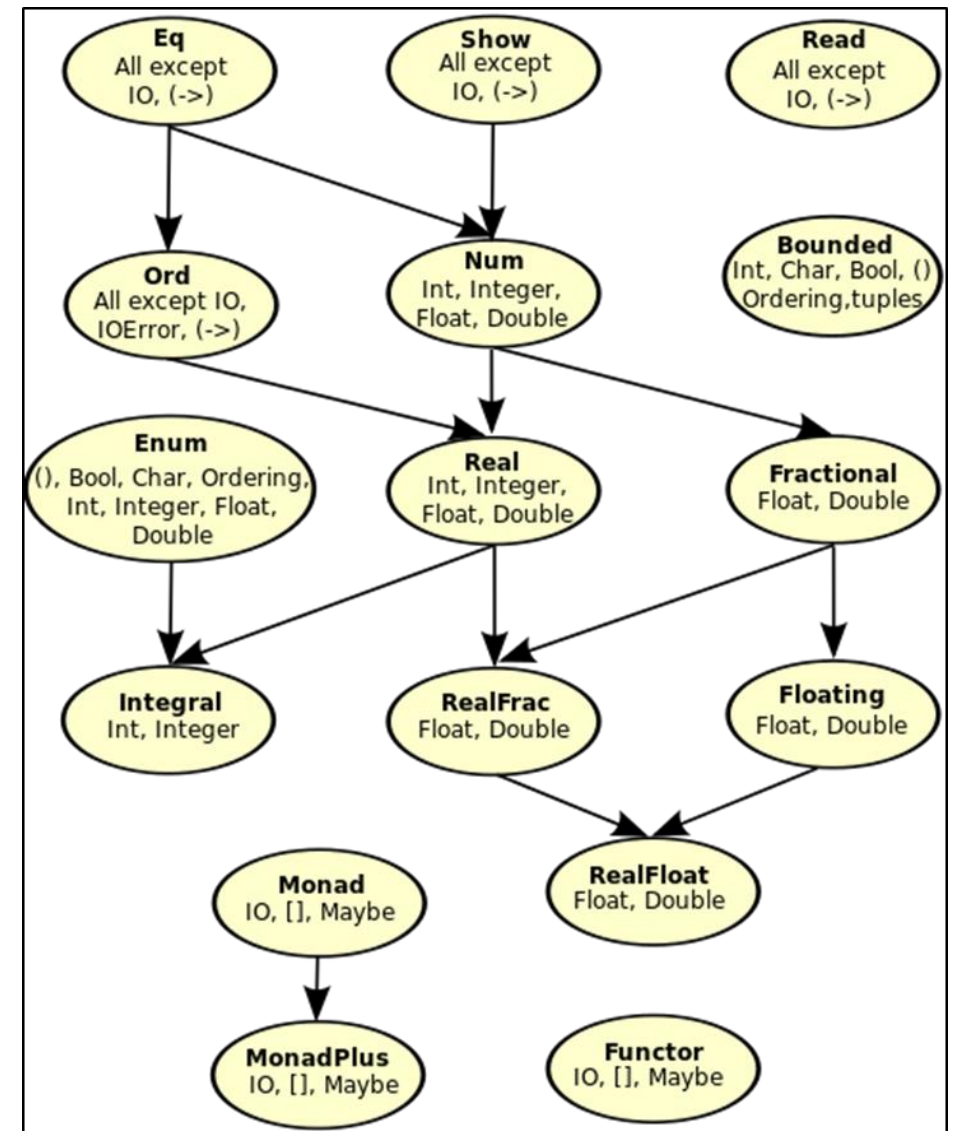 Eq
All except
IO, (->)
Show
All except
IO, (->)
Read
All except
IO, (->)
Ord
All except IO,
IOError, (->)
Num
Int, Integer,
Float, Double
Bounded
Int, Char, Bool, ()
Ordering,tuples
Enum
(), Bool, Char, Ordering,
Int, Integer, Float,
Double
Real
Int, Integer,
Float, Double
Fractional
Float, Double
Integral
Int, Integer
RealFrac
Float, Double
Floating
Float, Double
Monad
IO, [], Maybe
RealFloat
Float, Double
MonadPlus
IO, [], Maybe
Functor
IO, [], Maybe